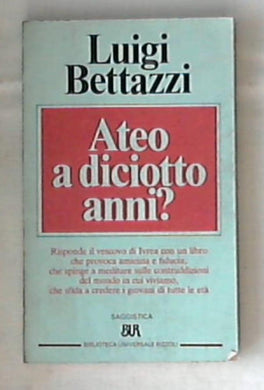 Luigi
Bettazzi
Ateo
a diciotto
anni?
Risponde il vescovo di Ivrea con un libro
che provoca amicizia e fiducia,
che spinge a meditare sulle contraddizioni
del mondo in cui viviamo,
che sfida a credere i giovani di tutte le età
SAGGISTICA
BUR
BIBLIOTECA UNIVERSALE RIZZOLI